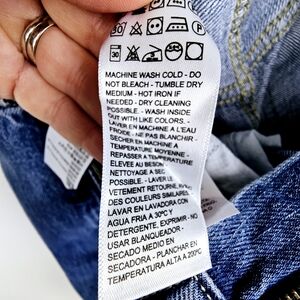 30
P
30
MACHINE WASH COLD - DO
NOT BLEACH - TUMBLE DRY
MEDIUM - HOT IRON IF
NEEDED - DRY CLEANING
POSSIBLE. - WASH INSIDE
OUT WITH LIKE COLORS. -
LAVER EN MACHINE A L'EAU
FROIDE - NE PAS BLANCHIR -
SECHER EN MACHINE A
TEMPERATURE MOYENNE -
REPASSER A TEMPERATURE
ELEVEE AU BESOIN
NETTOYAGE A SEC
POSSIBLE. - LAVER LE
VETEMENT RETOURNE, AVEC
DES COULEURS SIMILAIRES.
LAVAR EN LAVADORA CON
AGUA FRIA A 30ºC Y
DETERGENTE. EXPRIMIR - NO
USAR BLANQUEADOR. -
SECADO MEDIO EN
SECADORA. - PLANCHAR EN
TEMPERATURA ALTA A 200ºC